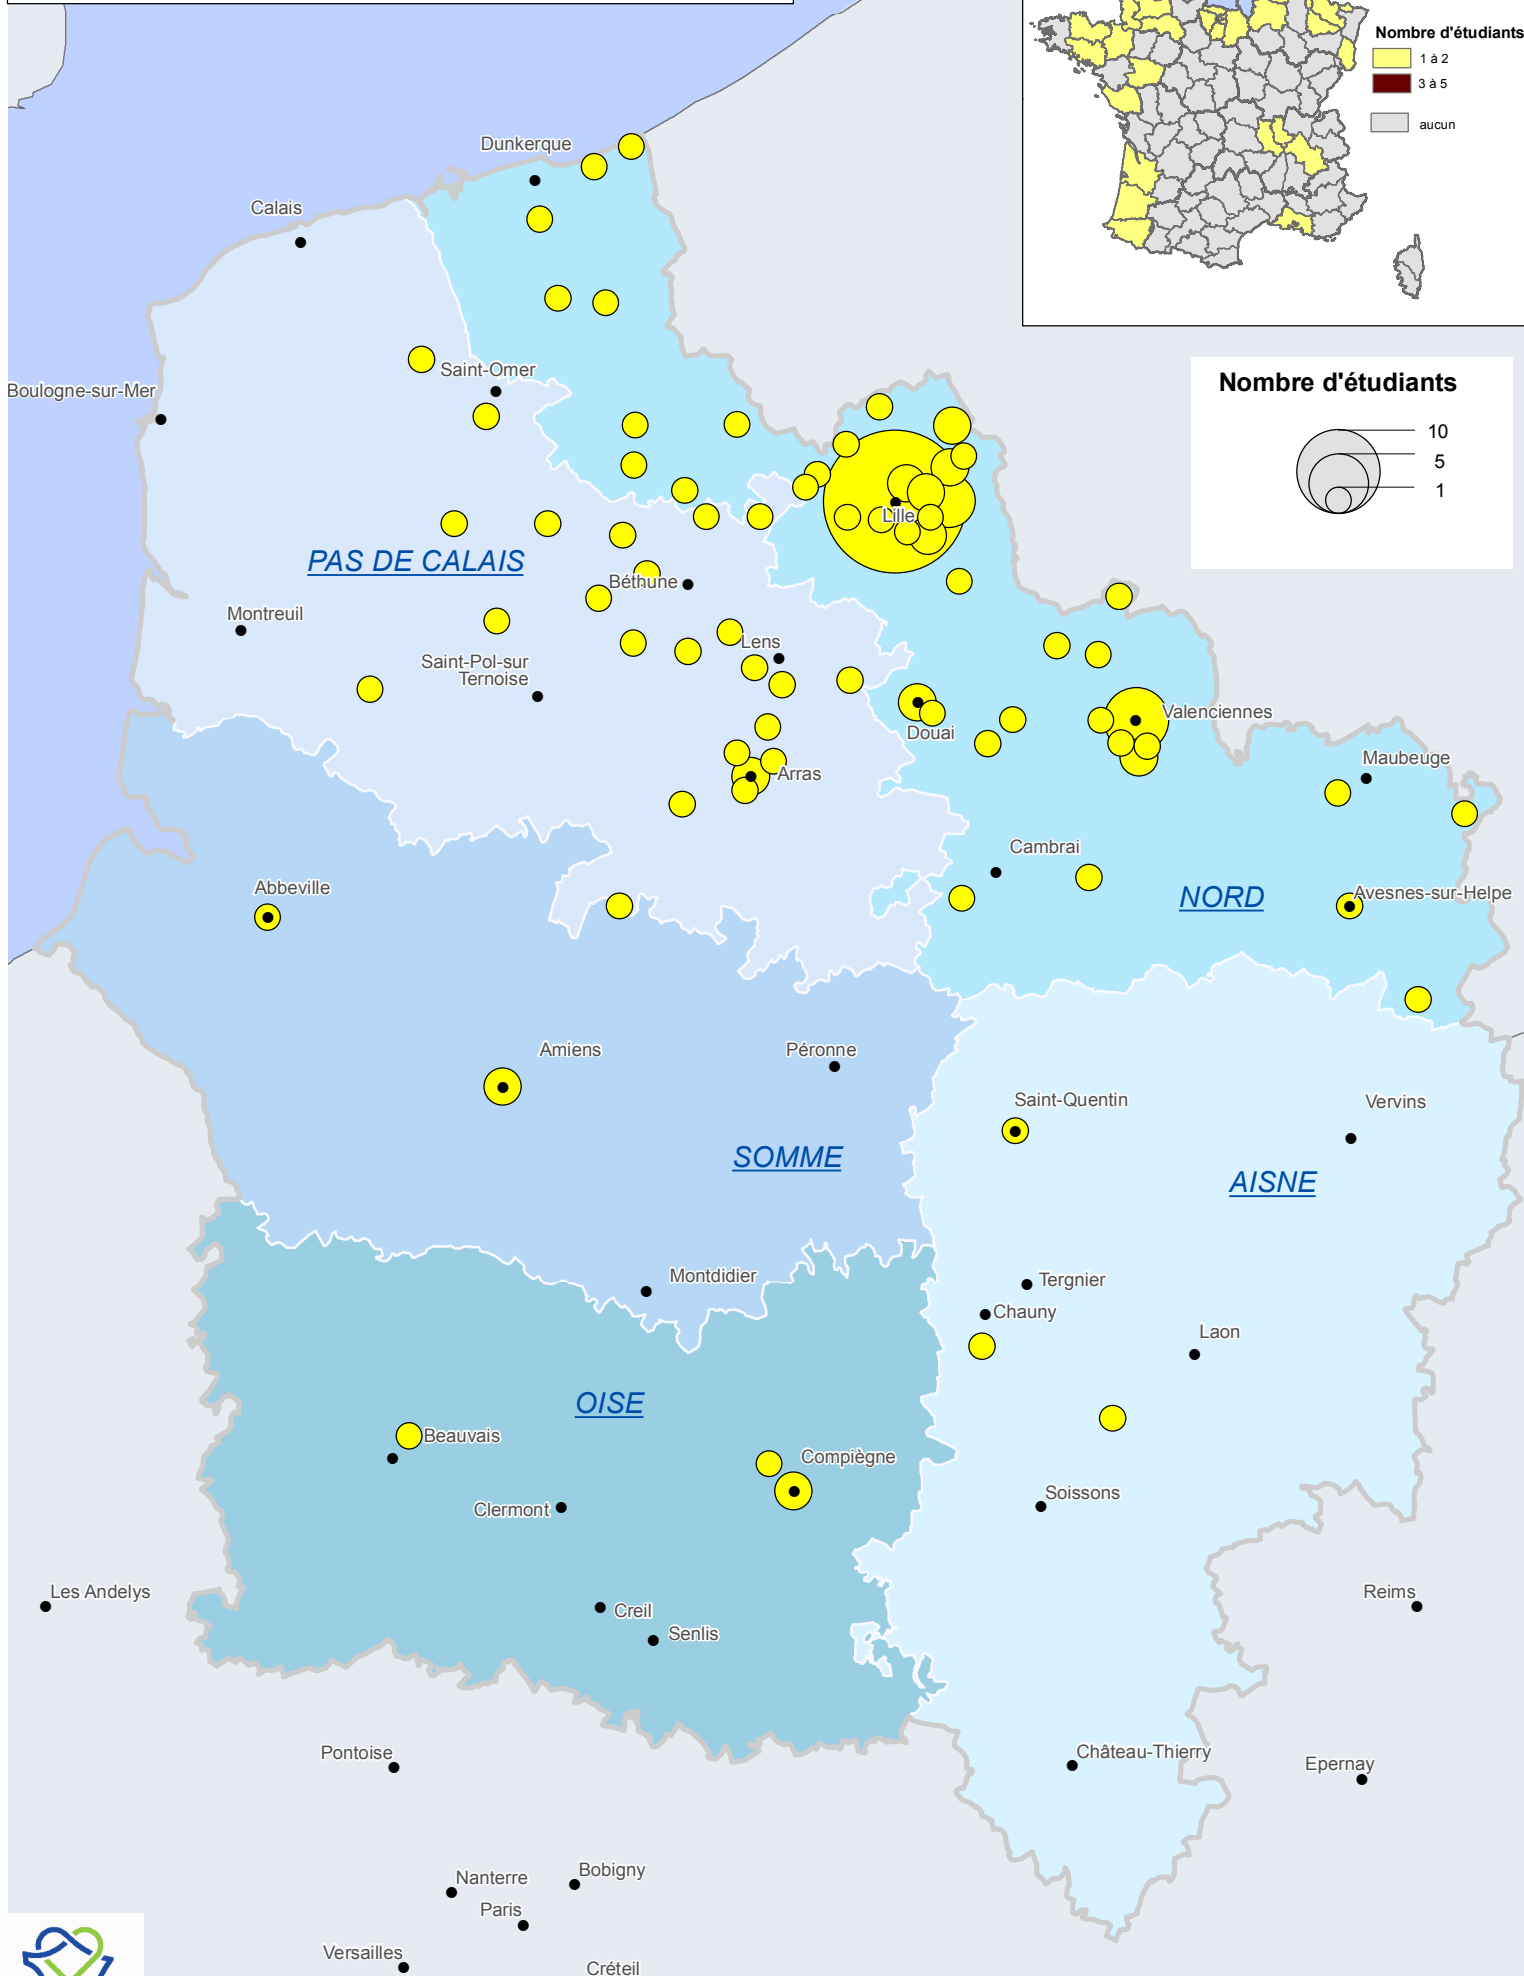 Nombre d'étudiants
1 à 2
3 à 5
aucun
Dunkerque
Calais
Saint-Omer
Boulogne-sur-Mer
Nombre d'étudiants
10
5
1
Lille
PAS DE CALAIS
Béthune
Montreuil
Lens
Saint-Pol-sur
Ternoise
Valenciennes
Douai
Maubeuge
Arras
Cambrai
Abbeville
NORD
Avesnes-sur-Helpe
Amiens
Péronne
Saint-Quentin
Vervins
SOMME
AISNE
Montdidier
Tergnier
Chauny
Laon
OISE
Beauvais
Compiègne
Soissons
Clermont
Les Andelys
Reims
Creil
Senlis
Pontoise
Château-Thierry
Epernay
Bobigny
Nanterre
Paris
Versailles
Créteil